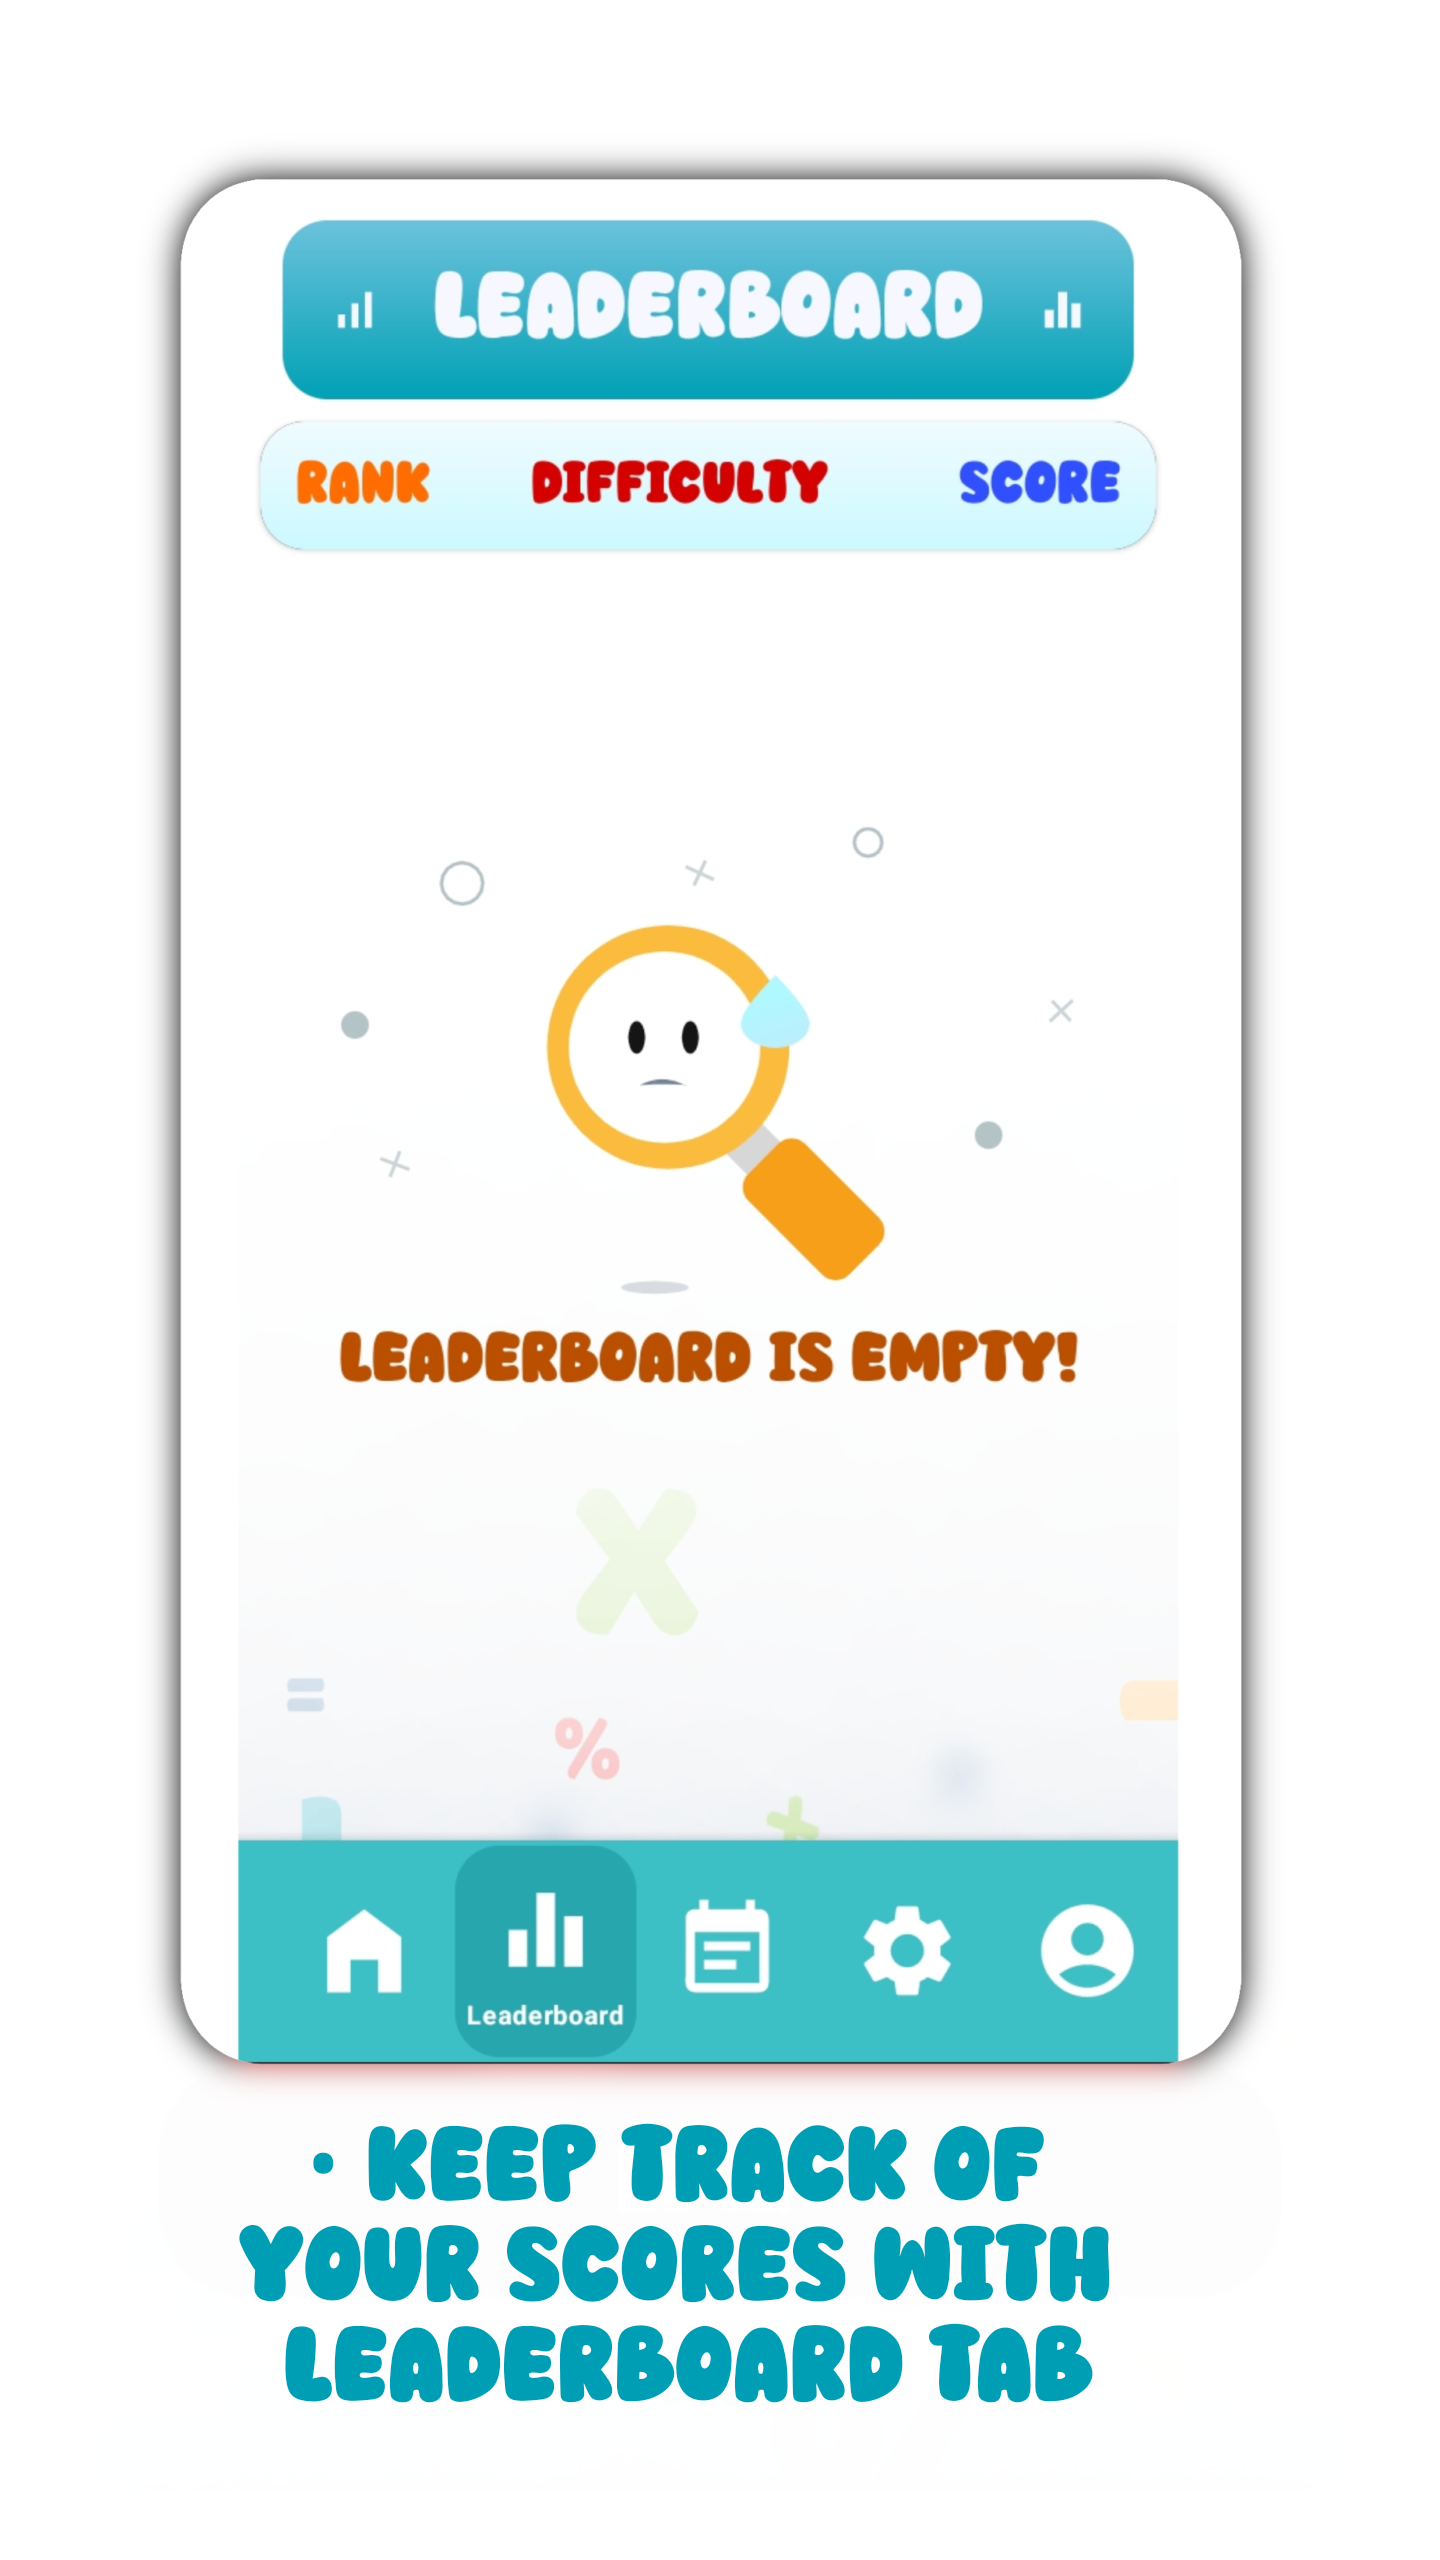 LEADERBOARD
RANK DIFFICULTY SCORE
LEADERBOARD IS EMPTY!
X
=
%
+
Leaderboard
• KEEP TRACK OF
YOUR SCORES WITH
LEADERBOARD TAB